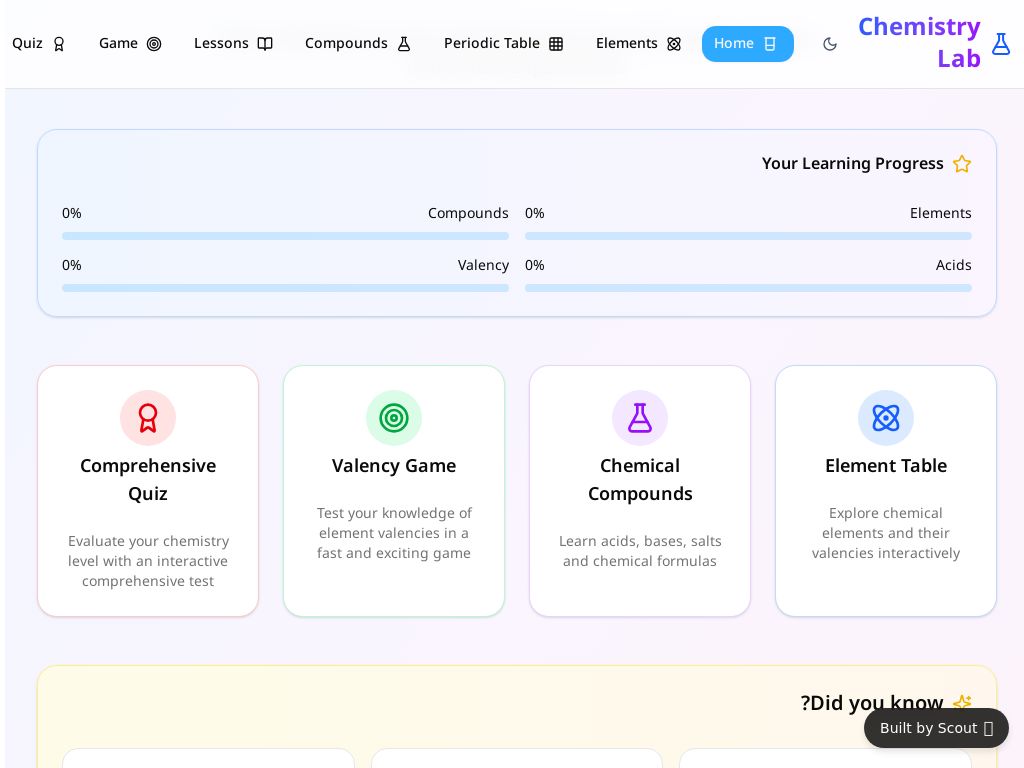 Quiz
Game
Lessons
Compounds
Periodic Table
Elements
Home
Chemistry
Lab
Your Learning Progress
0%
Compounds
0%
Elements
0%
Valency
0%
Acids
Comprehensive
Quiz
Evaluate your chemistry
level with an interactive
comprehensive test
Valency Game
Test your knowledge of
element valencies in a
fast and exciting game
Chemical
Compounds
Learn acids, bases, salts
and chemical formulas
Element Table
Explore chemical
elements and their
valencies interactively
?Did you know
Built by Scout